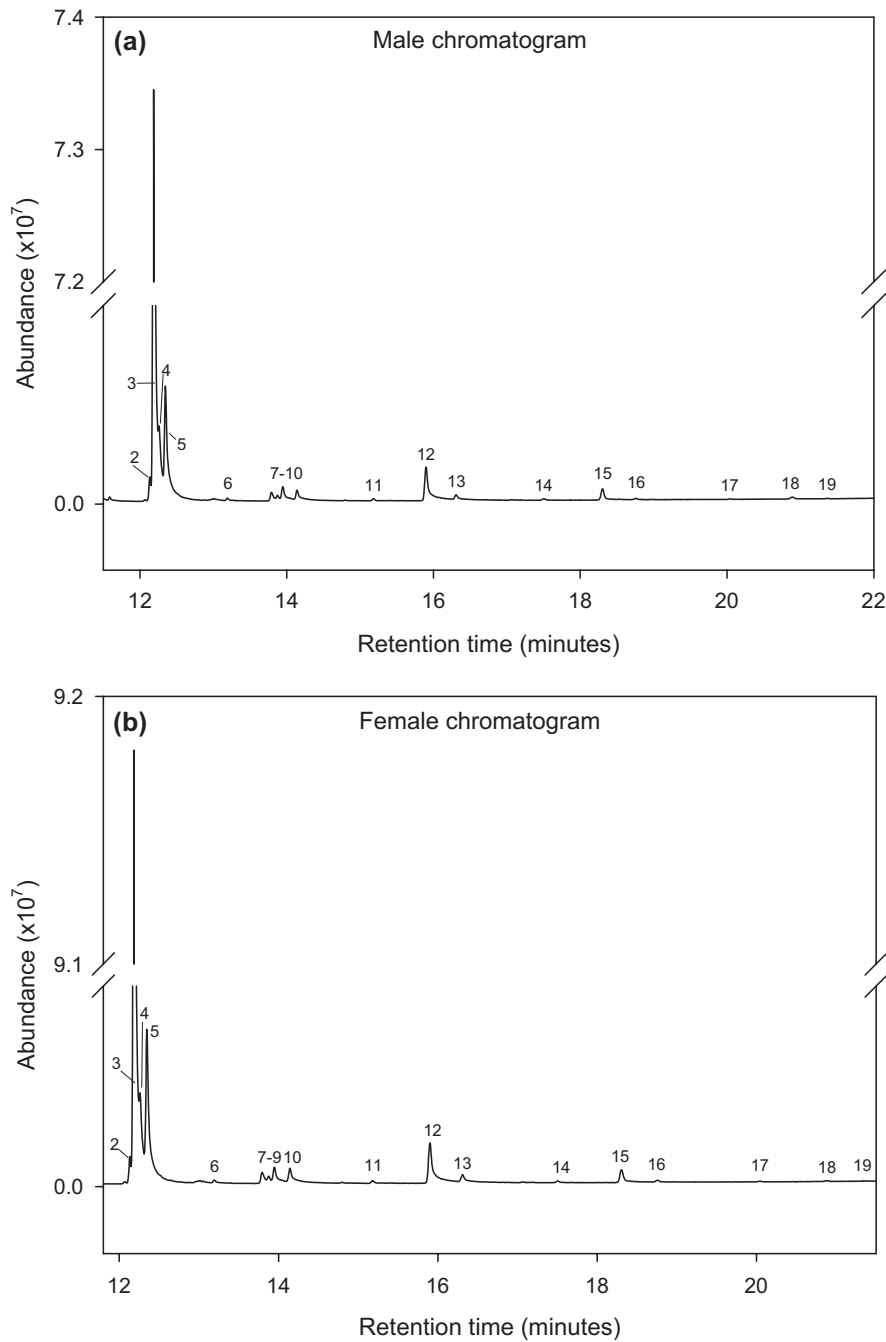 7.4
(a) Male chromatogram
7.3
7.2
Abundance (x10⁷)
3 4
2 5
6 7-10 11 12 13 14 15 16 17 18 19
0.0
12 14 16 18 20 22
Retention time (minutes)
9.2
(b) Female chromatogram
9.1
Abundance (x10⁷)
4 5
3
2
6 7-9 10 11 12 13 14 15 16 17 18 19
0.0
12 14 16 18 20
Retention time (minutes)